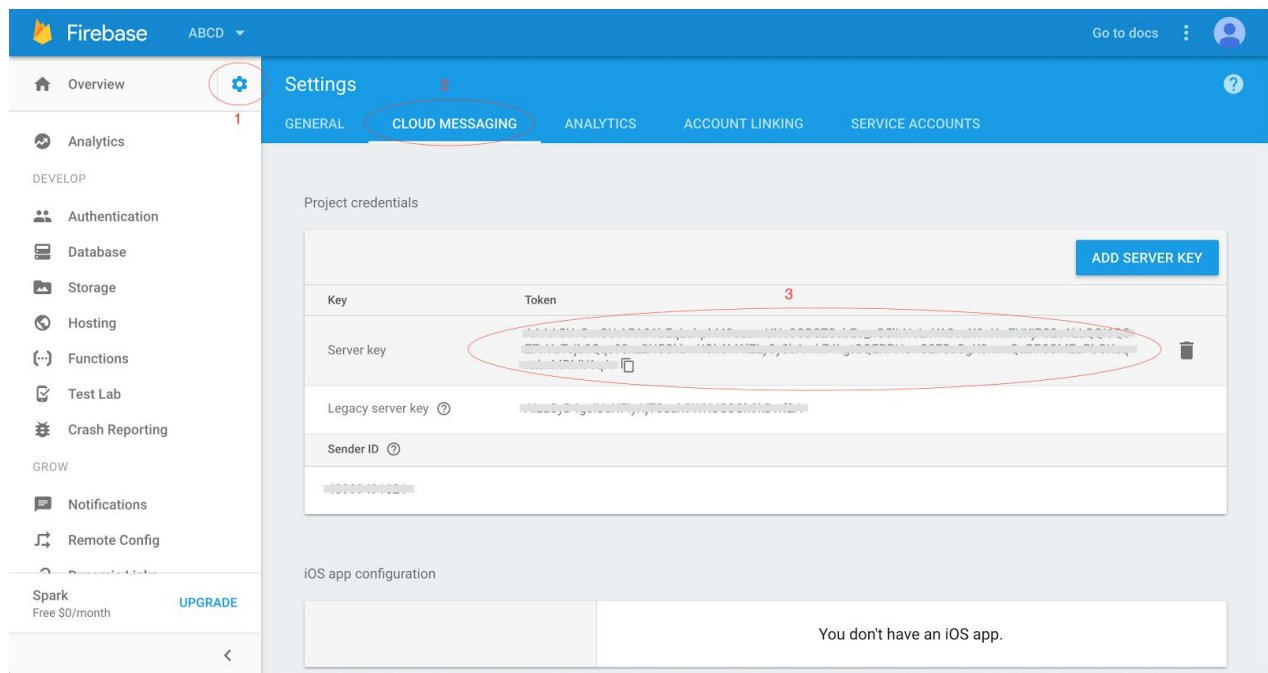 Firebase ABCD Go to docs
Overview
1
Analytics
DEVELOP
Authentication
Database
Storage
Hosting
Functions
Test Lab
Crash Reporting
GROW
Notifications
Remote Config
Dynamic Links
Spark
Free $0/month
UPGRADE
Settings
2
GENERAL CLOUD MESSAGING ANALYTICS ACCOUNT LINKING SERVICE ACCOUNTS
Project credentials
ADD SERVER KEY
Key Token
3
Server key
Legacy server key
Sender ID
iOS app configuration
You don't have an iOS app.